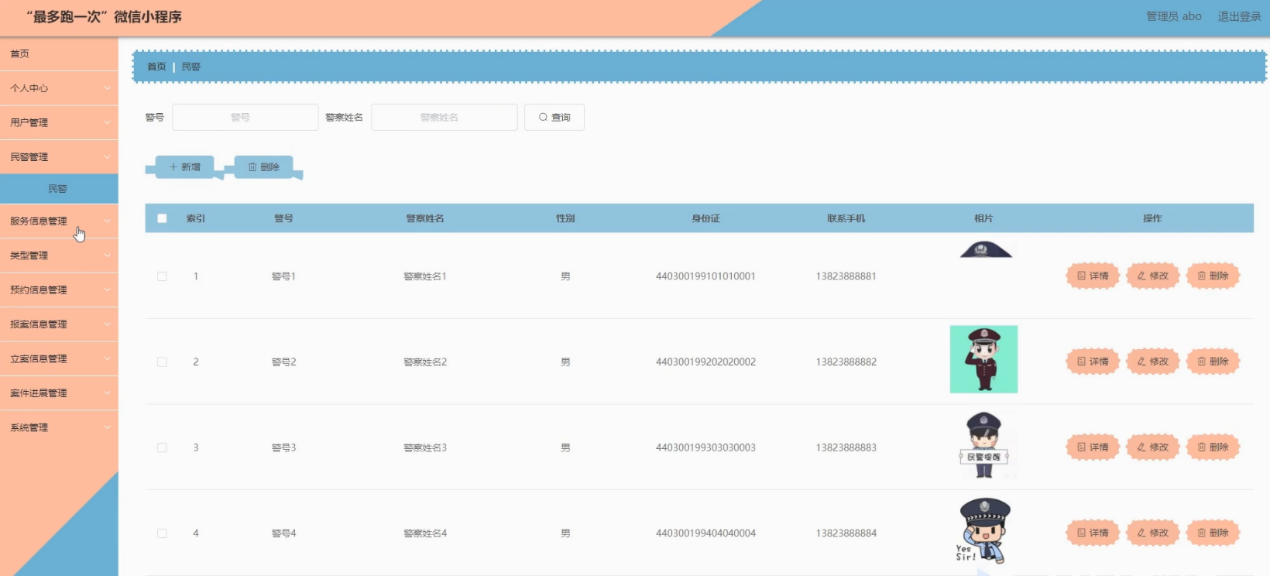 “最多跑一次”微信小程序
管理员 abo 退出登录
首页
个人中心
用户管理
民警管理
民警
服务信息管理
类型管理
预约信息管理
报案信息管理
立案信息管理
案件进展管理
系统管理
首页 | 民警
警号 警号 警察姓名 警察姓名 查询
新增 删除
索引 警号 警察姓名 性别 身份证 联系手机 相片 操作
1 警号1 警察姓名1 男 440300199101010001 13823888881 详情 修改 删除
2 警号2 警察姓名2 男 440300199202020002 13823888882 详情 修改 删除
3 警号3 警察姓名3 男 440300199303030003 13823888883 民警提醒 详情 修改 删除
4 警号4 警察姓名4 男 440300199404040004 13823888884 Yes Sir! 详情 修改 删除